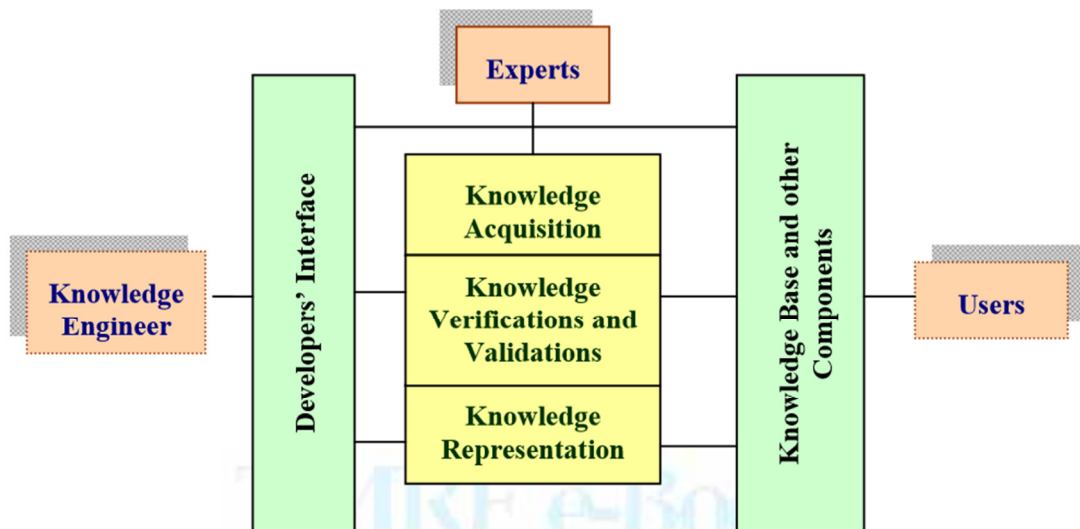 Experts
Developers' Interface
Knowledge
Acquisition
Knowledge
Verifications and
Validations
Knowledge
Representation
Knowledge Base and other
Components
Knowledge
Engineer
Users